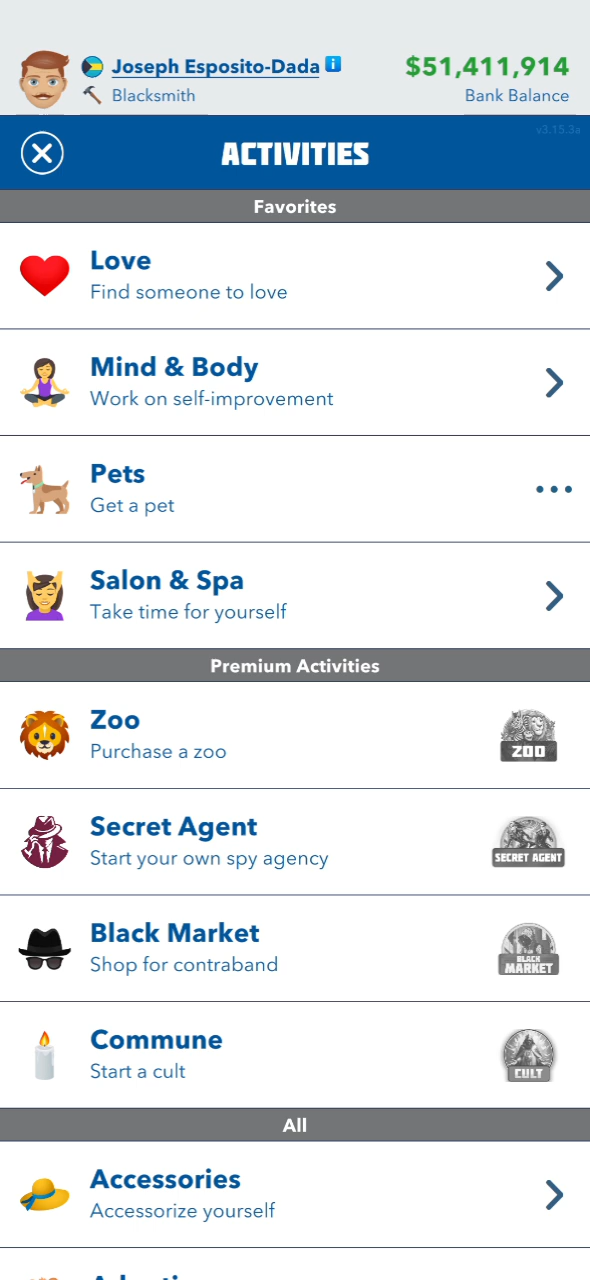 Joseph Esposito-Dada i
$51,411,914
Blacksmith
Bank Balance
v3.15.3a
ACTIVITIES
Favorites
Love
Find someone to love
Mind & Body
Work on self-improvement
Pets
Get a pet
Salon & Spa
Take time for yourself
Premium Activities
Zoo
Purchase a zoo
ZOO
Secret Agent
Start your own spy agency
SECRET AGENT
Black Market
Shop for contraband
BLACK
MARKET
Commune
Start a cult
CULT
All
Accessories
Accessorize yourself